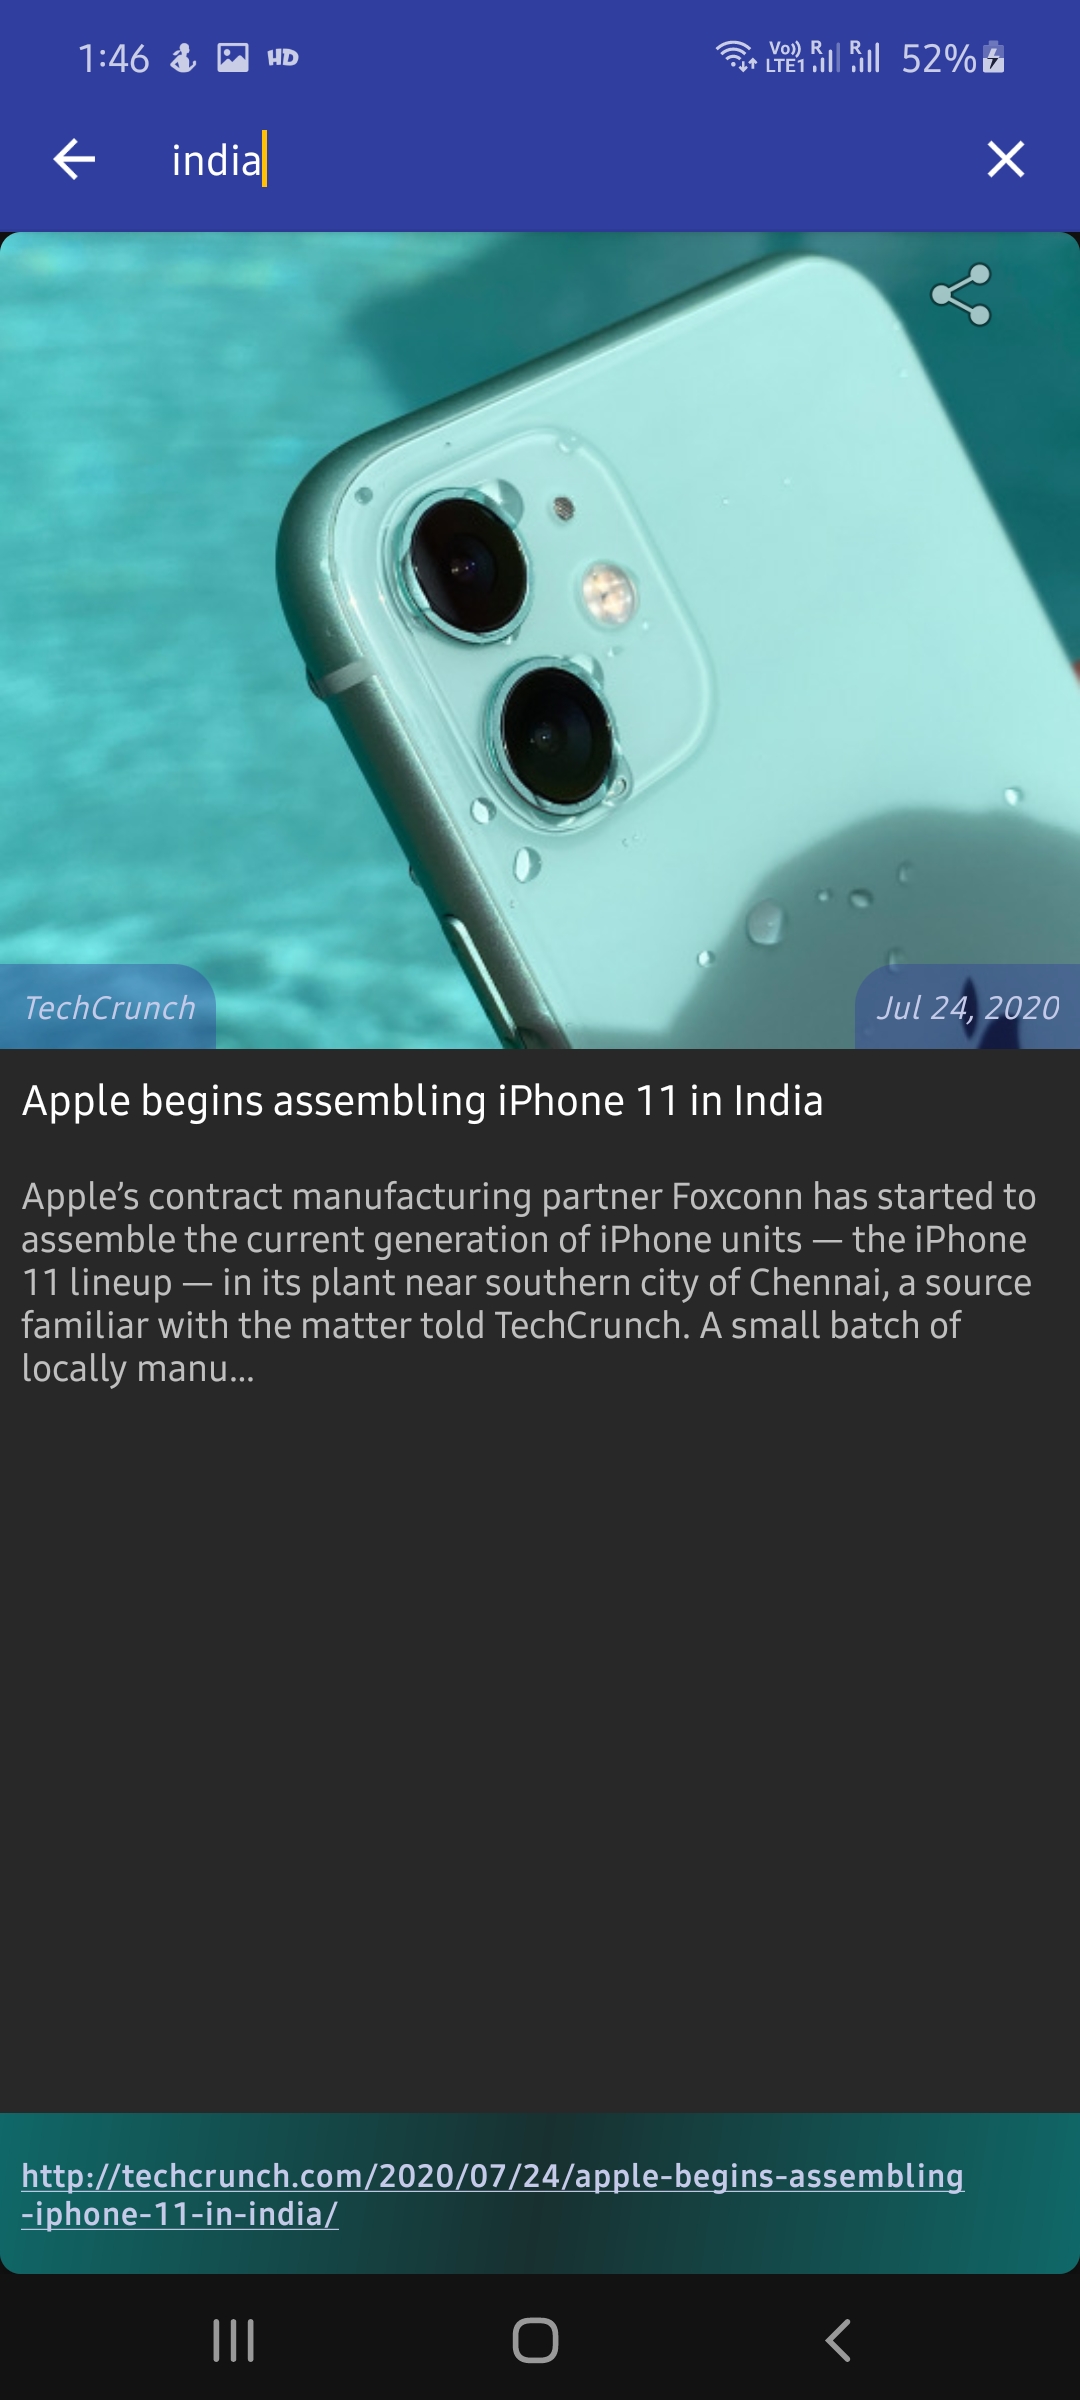 1:46 HD Vo)) LTE1 R R 52%
india
TechCrunch
Jul 24, 2020
Apple begins assembling iPhone 11 in India
Apple’s contract manufacturing partner Foxconn has started to
assemble the current generation of iPhone units — the iPhone
11 lineup — in its plant near southern city of Chennai, a source
familiar with the matter told TechCrunch. A small batch of
locally manu…
http://techcrunch.com/2020/07/24/apple-begins-assembling
-iphone-11-in-india/